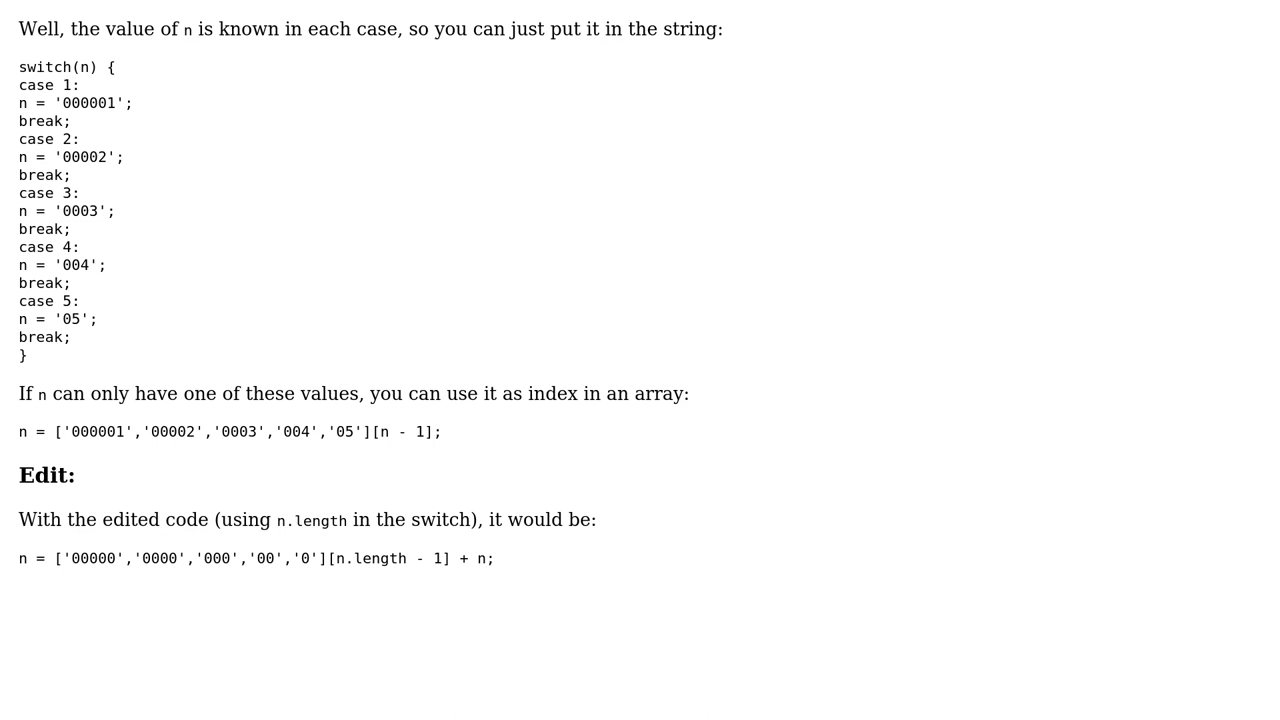 Well, the value of n is known in each case, so you can just put it in the string:
switch(n) {
case 1:
n = '000001';
break;
case 2:
n = '00002';
break;
case 3:
n = '0003';
break;
case 4:
n = '004';
break;
case 5:
n = '05';
break;
}
If n can only have one of these values, you can use it as index in an array:
n = ['000001','00002','0003','004','05'][n - 1];
Edit:
With the edited code (using n.length in the switch), it would be:
n = ['00000','0000','000','00','0'][n.length - 1] + n;